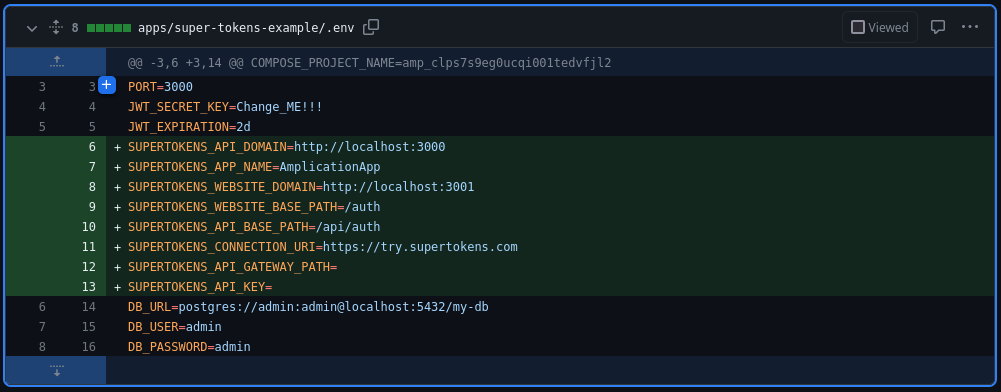 8 apps/super-tokens-example/.env Viewed
@@ -3,6 +3,14 @@ COMPOSE_PROJECT_NAME=amp_clps7s9eg0ucqi001tedvfjl2
3 3 PORT=3000
4 4 JWT_SECRET_KEY=Change_ME!!!
5 5 JWT_EXPIRATION=2d
6 + SUPERTOKENS_API_DOMAIN=http://localhost:3000
7 + SUPERTOKENS_APP_NAME=AmplicationApp
8 + SUPERTOKENS_WEBSITE_DOMAIN=http://localhost:3001
9 + SUPERTOKENS_WEBSITE_BASE_PATH=/auth
10 + SUPERTOKENS_API_BASE_PATH=/api/auth
11 + SUPERTOKENS_CONNECTION_URI=https://try.supertokens.com
12 + SUPERTOKENS_API_GATEWAY_PATH=
13 + SUPERTOKENS_API_KEY=
6 14 DB_URL=postgres://admin:admin@localhost:5432/my-db
7 15 DB_USER=admin
8 16 DB_PASSWORD=admin